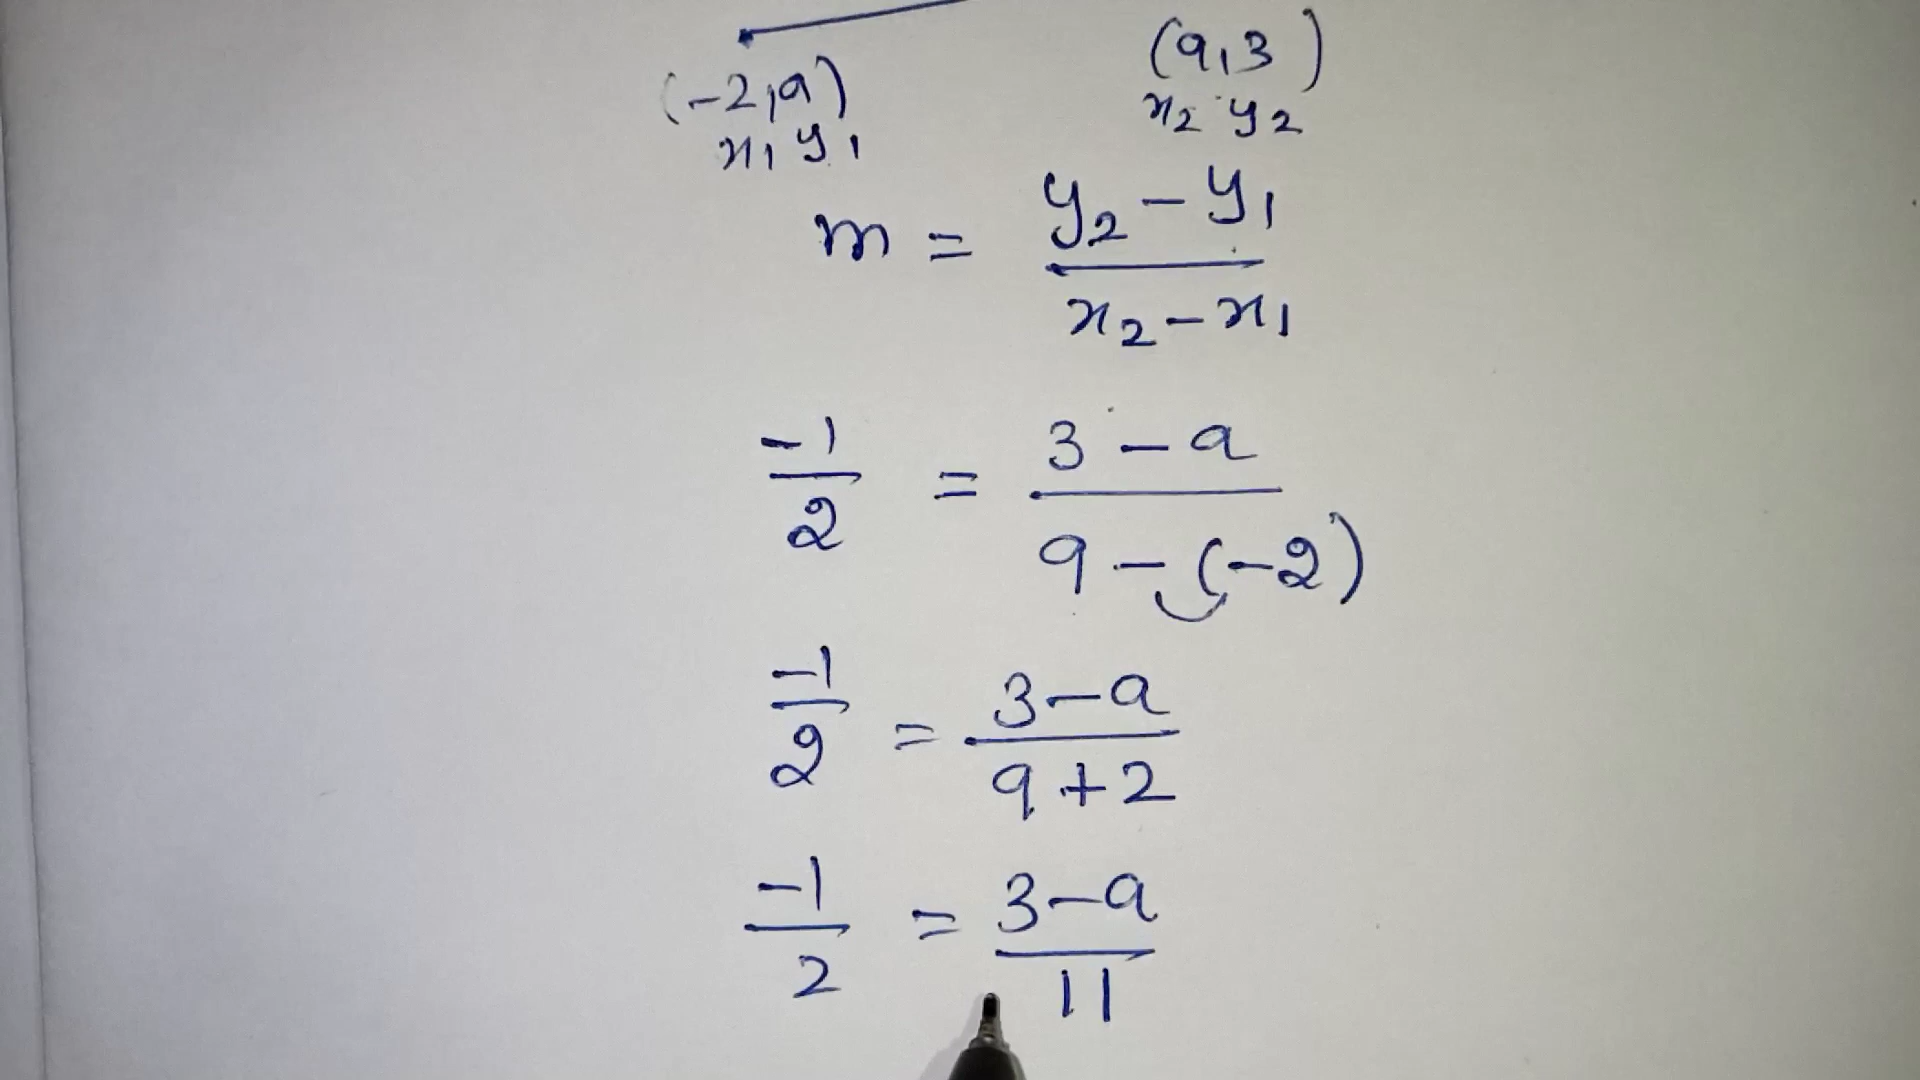 (-2,a) (9,3)
x1 y1 x2 y2
m = y2 - y1 / x2 - x1
-1/2 = 3 - a / 9 - (-2)
-1/2 = 3-a / 9+2
-1/2 = 3-a / 11